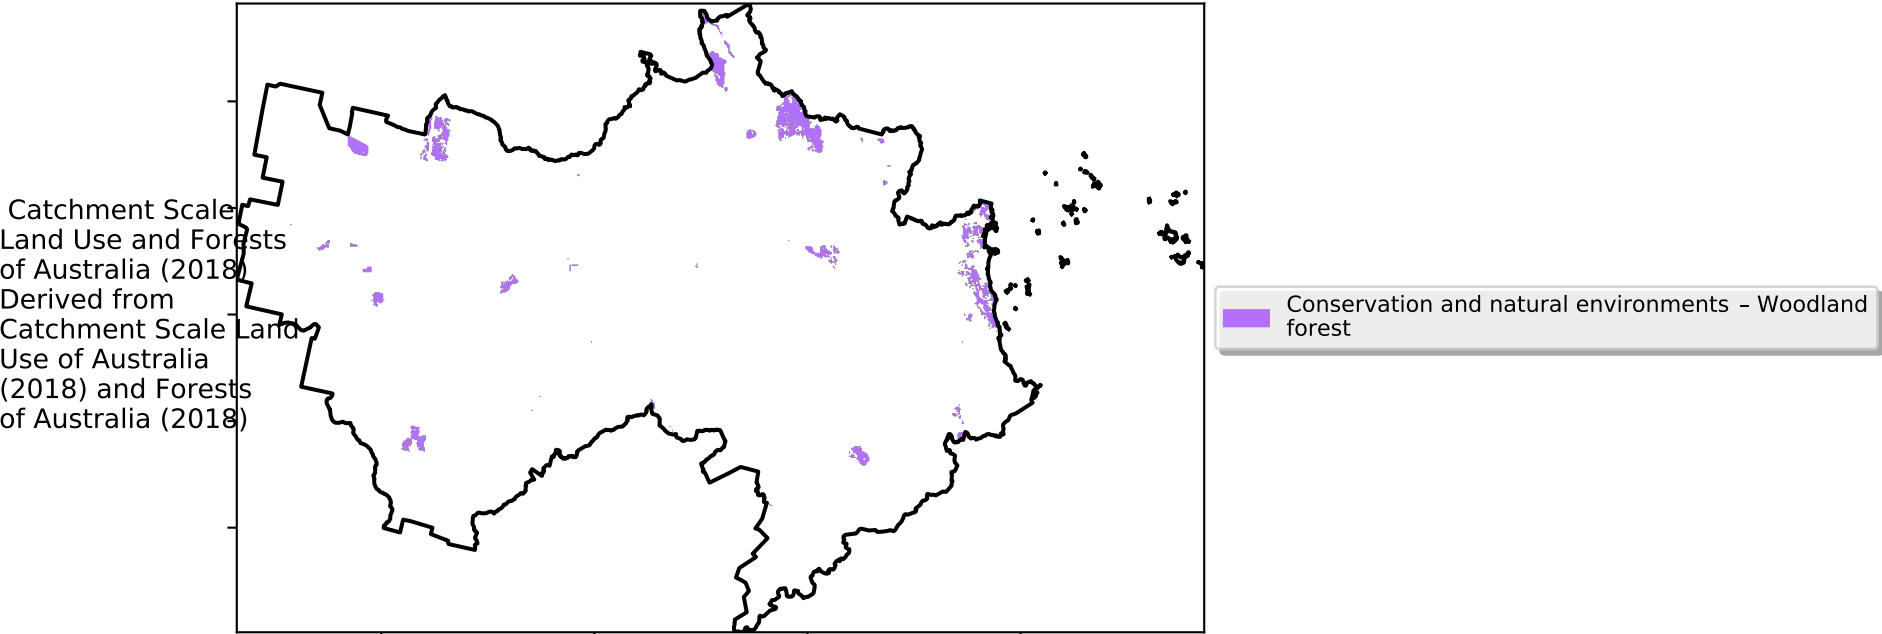 Catchment Scale
Land Use and Forests
of Australia (2018)
Derived from
Catchment Scale Land
Use of Australia
(2018) and Forests
of Australia (2018)
Conservation and natural environments – Woodland
forest